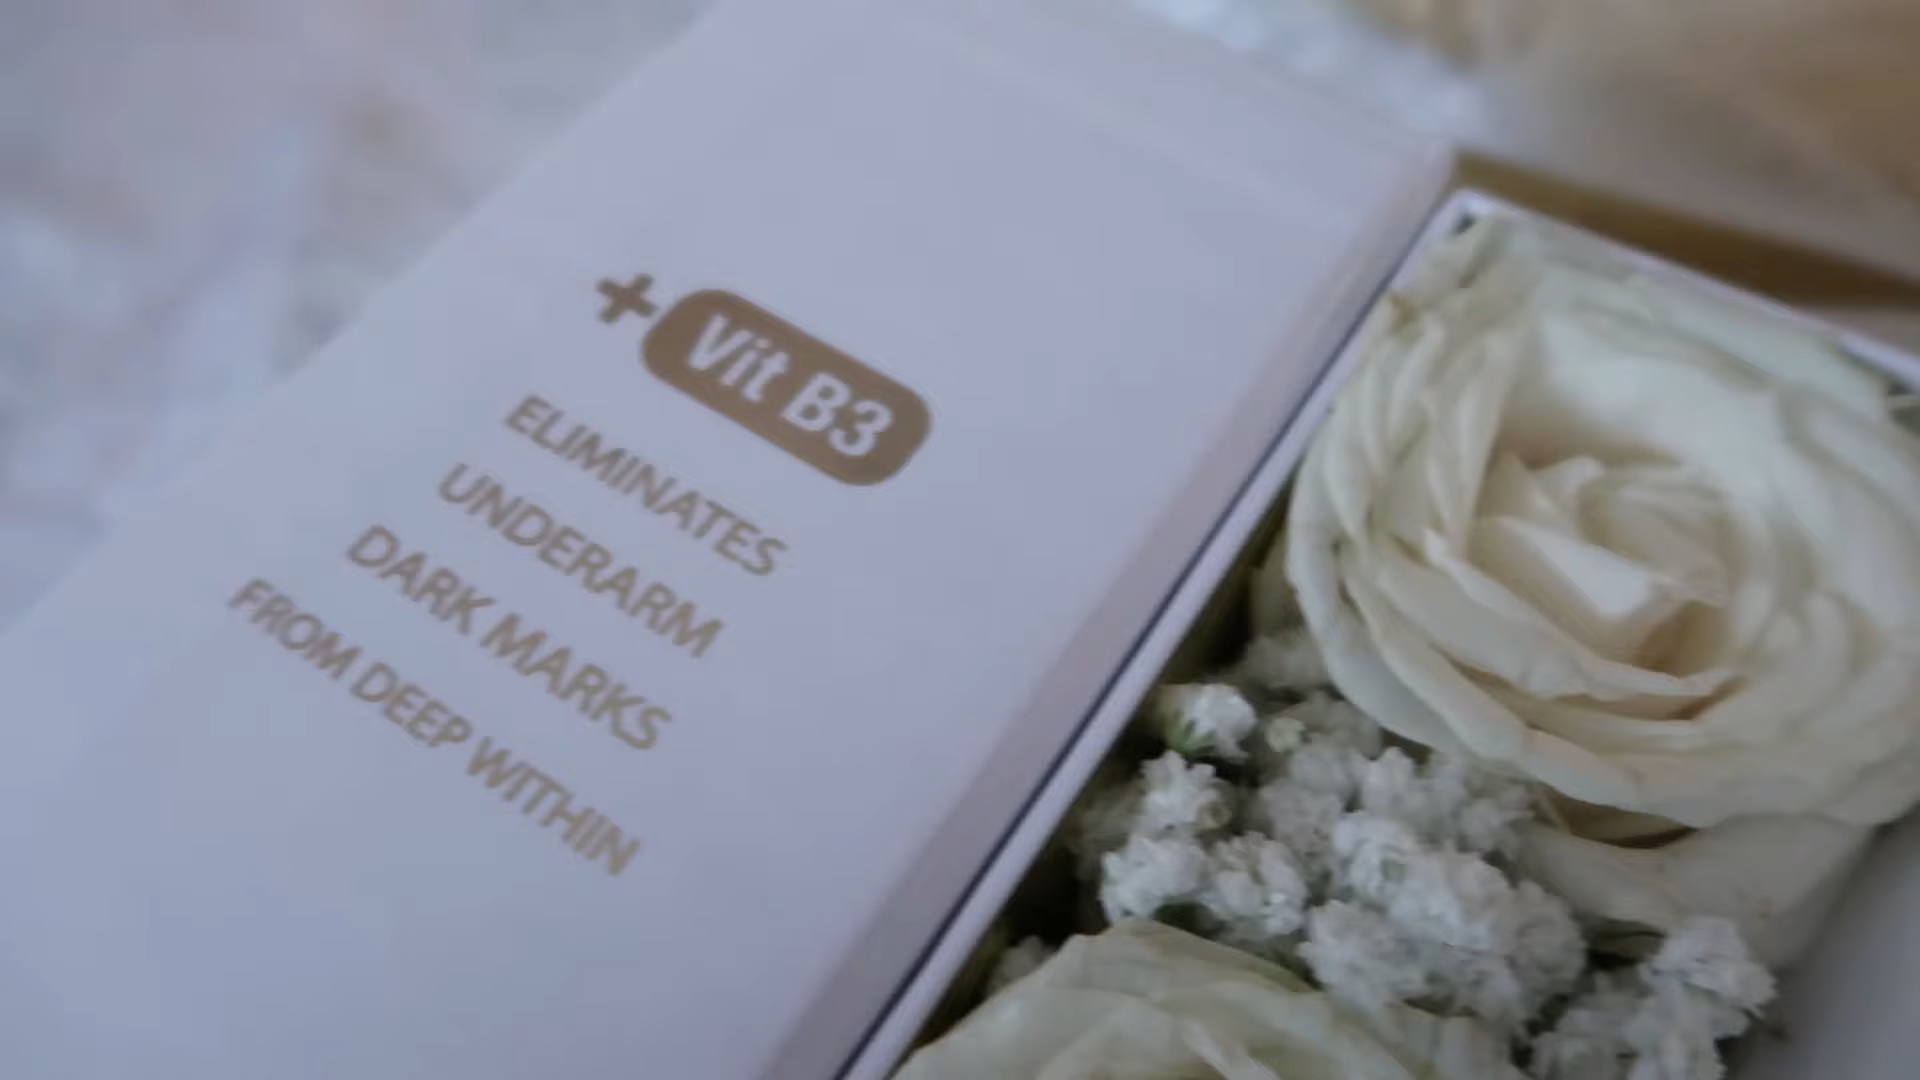 + Vit B3
ELIMINATES
UNDERARM
DARK MARKS
FROM DEEP WITHIN